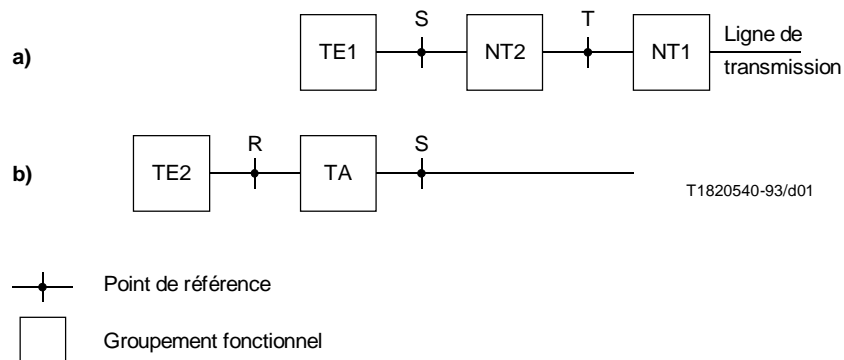 S T
a) TE1 NT2 NT1 Ligne de
transmission
R S
b) TE2 TA
T1820540-93/d01
Point de référence
Groupement fonctionnel